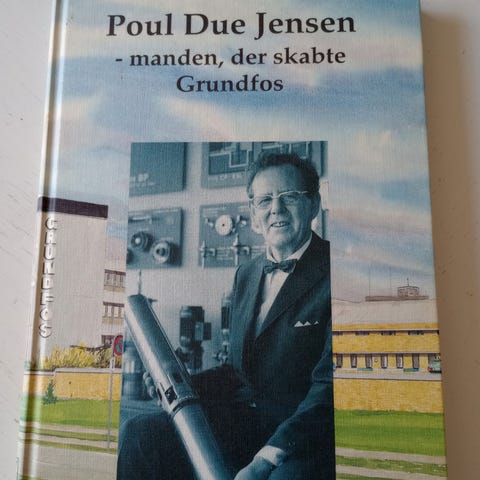 Poul Due Jensen
- manden, der skabte
Grundfos
GRUNDFOS